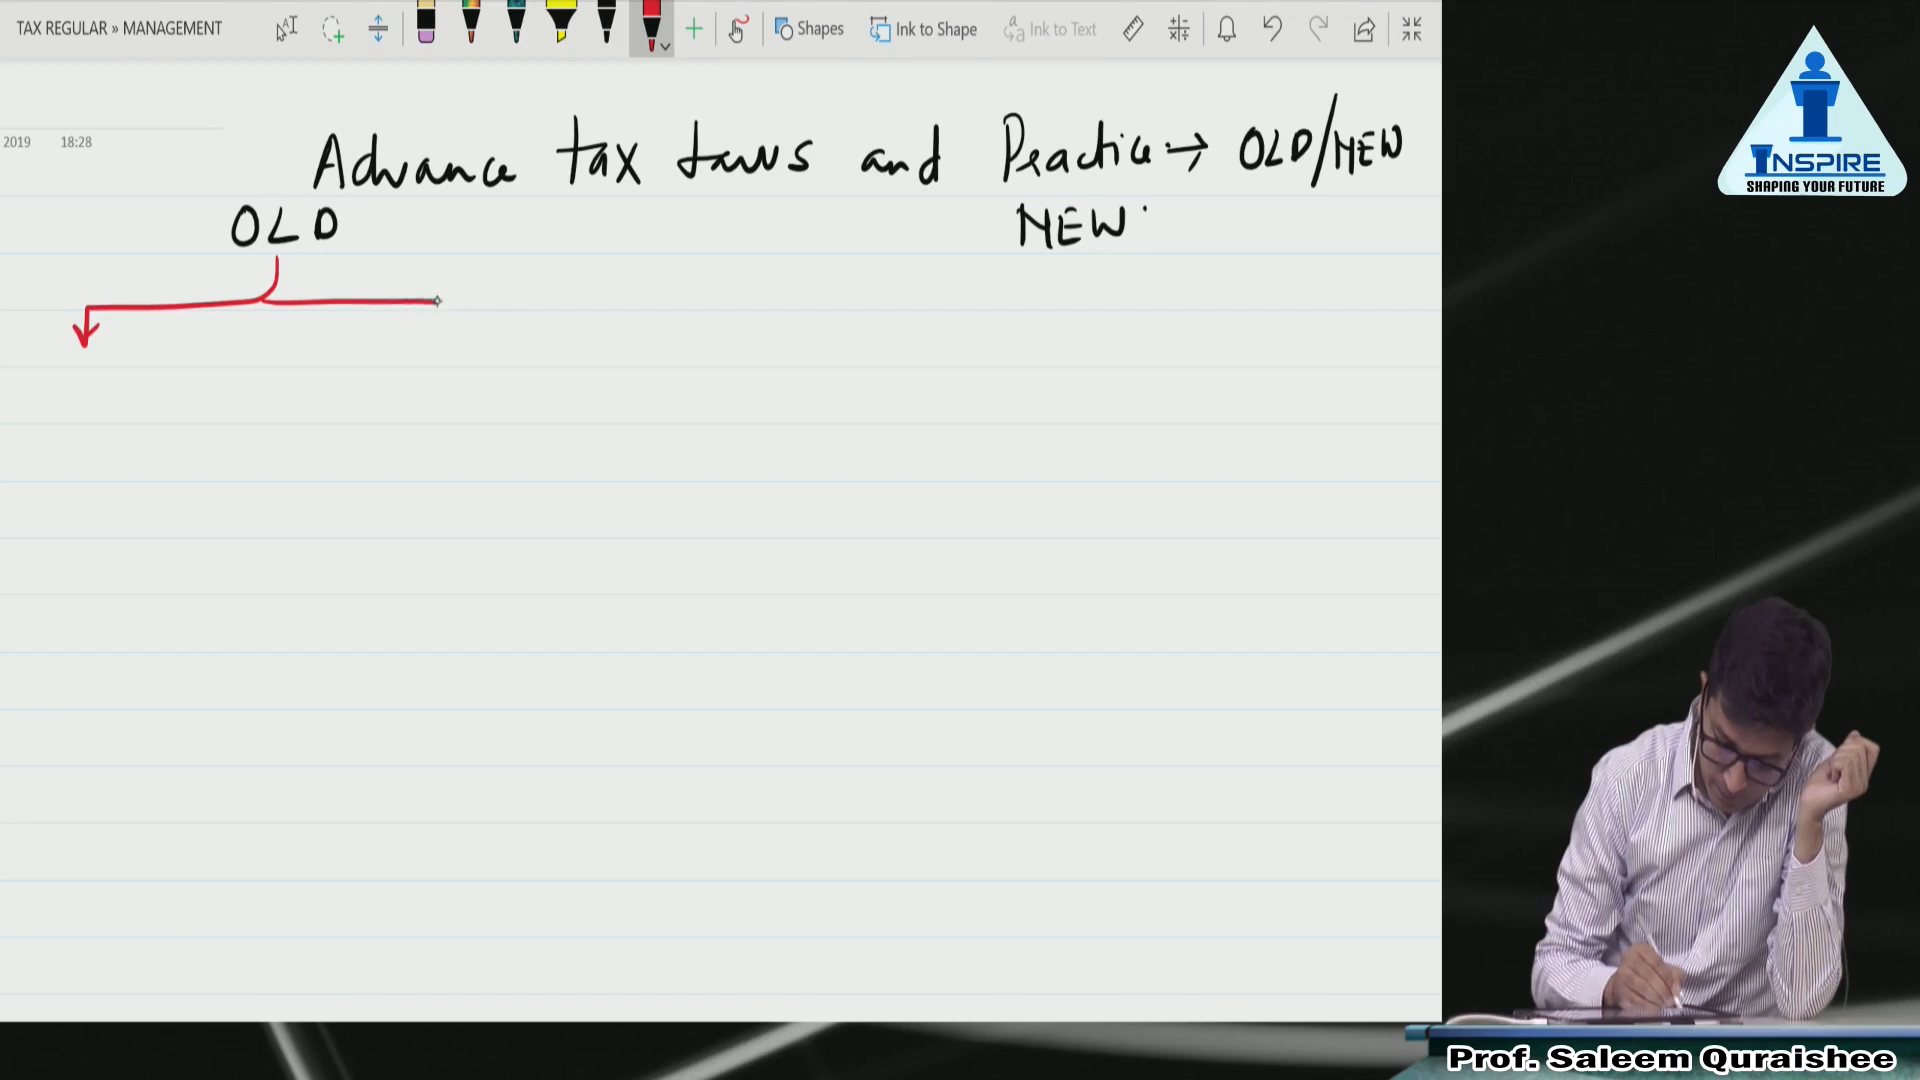 TAX REGULAR » MANAGEMENT
Shapes
Ink to Shape
Ink to Text
2019 18:28
Advance tax laws and Practice → OLD/NEW
OLD NEW
INSPIRE
SHAPING YOUR FUTURE
Prof. Saleem Quraishee